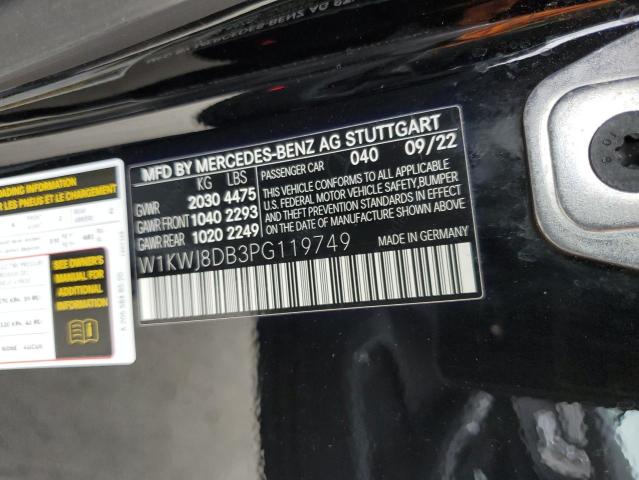 MFD BY MERCEDES-BENZ AG STUTTGART
KG LBS PASSENGER CAR 040 09/22
GVWR 2030 4475
GAWR FRONT 1040 2293
GAWR REAR 1020 2249
THIS VEHICLE CONFORMS TO ALL APPLICABLE
U.S. FEDERAL MOTOR VEHICLE SAFETY, BUMPER
AND THEFT PREVENTION STANDARDS IN
EFFECT ON THE DATE OF MANUFACTURE
SHOWN ABOVE.
W1KWJ8DB3PG119749
MADE IN GERMANY
LOADING INFORMATION
LES PNEUS ET LE CHARGEMENT
SEE OWNER'S
MANUAL FOR
ADDITIONAL
INFORMATION
NONE AUCUN